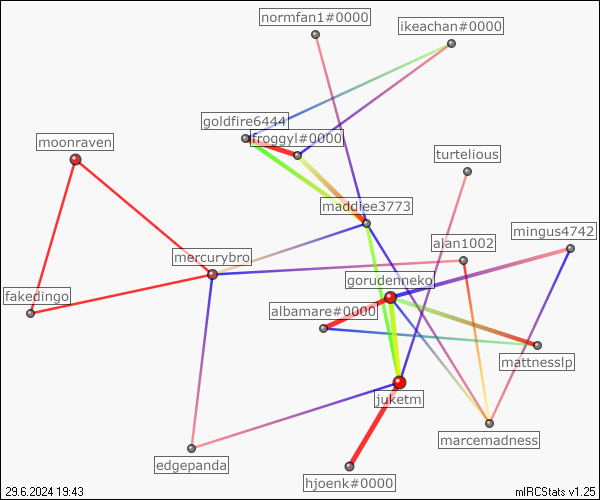 normfan1#0000
ikeachan#0000
goldfire6444
froggyl#0000
moonraven
turtelious
maddiee3773
mingus4742
alan1002
mercurybro
gorudenneko
fakedingo
albamare#0000
mattnesslp
juketm
marcemadness
edgepanda
hjoenk#0000
29.6.2024 19:43
mIRCStats v1.25